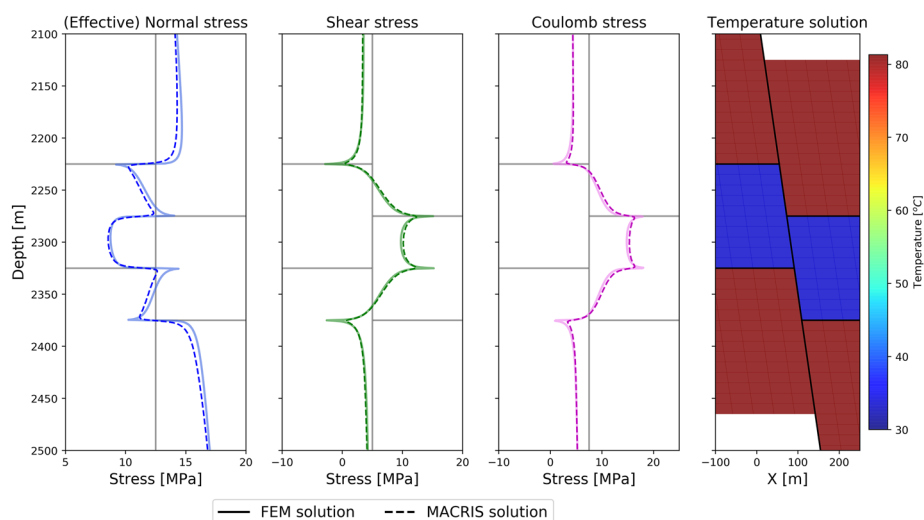 (Effective) Normal stress
Shear stress
Coulomb stress
Temperature solution
2100
2150
2200
2250
2300
2350
2400
2450
2500
Depth [m]
5 10 15 20
Stress [MPa]
−10 0 10 20
Stress [MPa]
−10 0 10 20
Stress [MPa]
−100 0 100 200
X [m]
80
70
60
50
40
30
Temperature [°C]
FEM solution
MACRIS solution